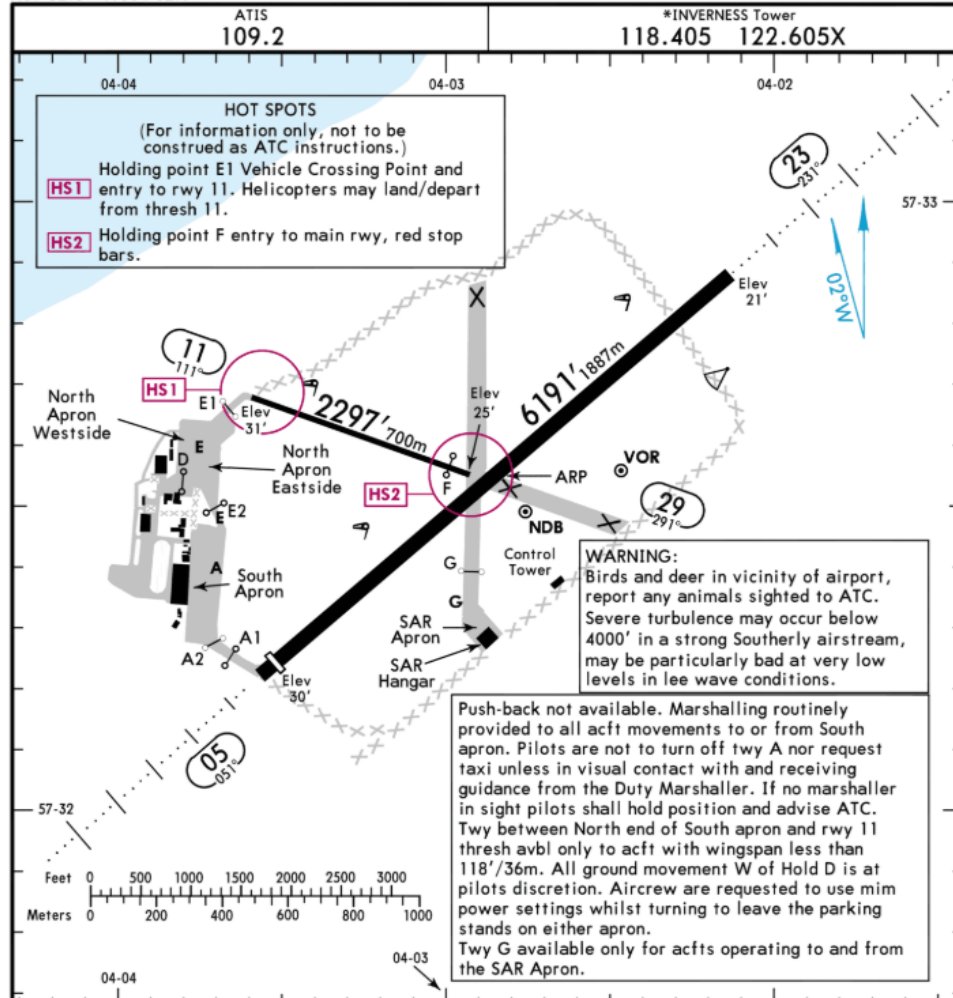 ATIS
109.2
*INVERNESS Tower
118.405 122.605X
04-04
04-03
04-02
HOT SPOTS
(For information only, not to be
construed as ATC instructions.)
HS1 Holding point E1 Vehicle Crossing Point and
entry to rwy 11. Helicopters may land/depart
from thresh 11.
HS2 Holding point F entry to main rwy, red stop
bars.
23
231°
57-33
02°W
Elev
21'
11
111°
HS1
E1
Elev
31'
2297' 700m
Elev
25'
6191' 1887m
North
Apron
Westside
E
D
North
Apron
Eastside
F
HS2
ARP
VOR
NDB
29
291°
E2
E
A
South
Apron
G
Control
Tower
G
SAR
Apron
SAR
Hangar
A2
A1
Elev
30'
05
051°
WARNING:
Birds and deer in vicinity of airport,
report any animals sighted to ATC.
Severe turbulence may occur below
4000' in a strong Southerly airstream,
may be particularly bad at very low
levels in lee wave conditions.
Push-back not available. Marshalling routinely
provided to all acft movements to or from South
apron. Pilots are not to turn off twy A nor request
taxi unless in visual contact with and receiving
guidance from the Duty Marshaller. If no marshaller
in sight pilots shall hold position and advise ATC.
Twy between North end of South apron and rwy 11
thresh avbl only to acft with wingspan less than
118'/36m. All ground movement W of Hold D is at
pilots discretion. Aircrew are requested to use mim
power settings whilst turning to leave the parking
stands on either apron.
Twy G available only for acfts operating to and from
the SAR Apron.
57-32
Feet 0 500 1000 1500 2000 2500 3000
Meters 0 200 400 600 800 1000
04-04
04-03